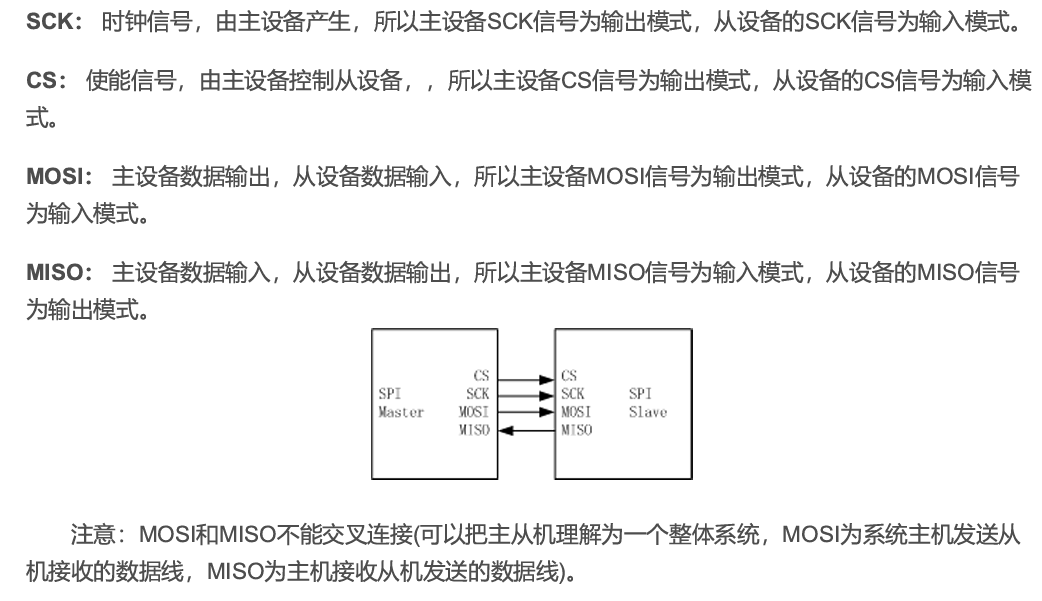 SCK： 时钟信号，由主设备产生，所以主设备SCK信号为输出模式，从设备的SCK信号为输入模式。
CS： 使能信号，由主设备控制从设备，，所以主设备CS信号为输出模式，从设备的CS信号为输入模
式。
MOSI： 主设备数据输出，从设备数据输入，所以主设备MOSI信号为输出模式，从设备的MOSI信号
为输入模式。
MISO： 主设备数据输入，从设备数据输出，所以主设备MISO信号为输入模式，从设备的MISO信号
为输出模式。
CS CS
SPI SCK SCK SPI
Master MOSI MOSI Slave
MISO MISO
注意：MOSI和MISO不能交叉连接(可以把主从机理解为一个整体系统，MOSI为系统主机发送从
机接收的数据线，MISO为主机接收从机发送的数据线)。